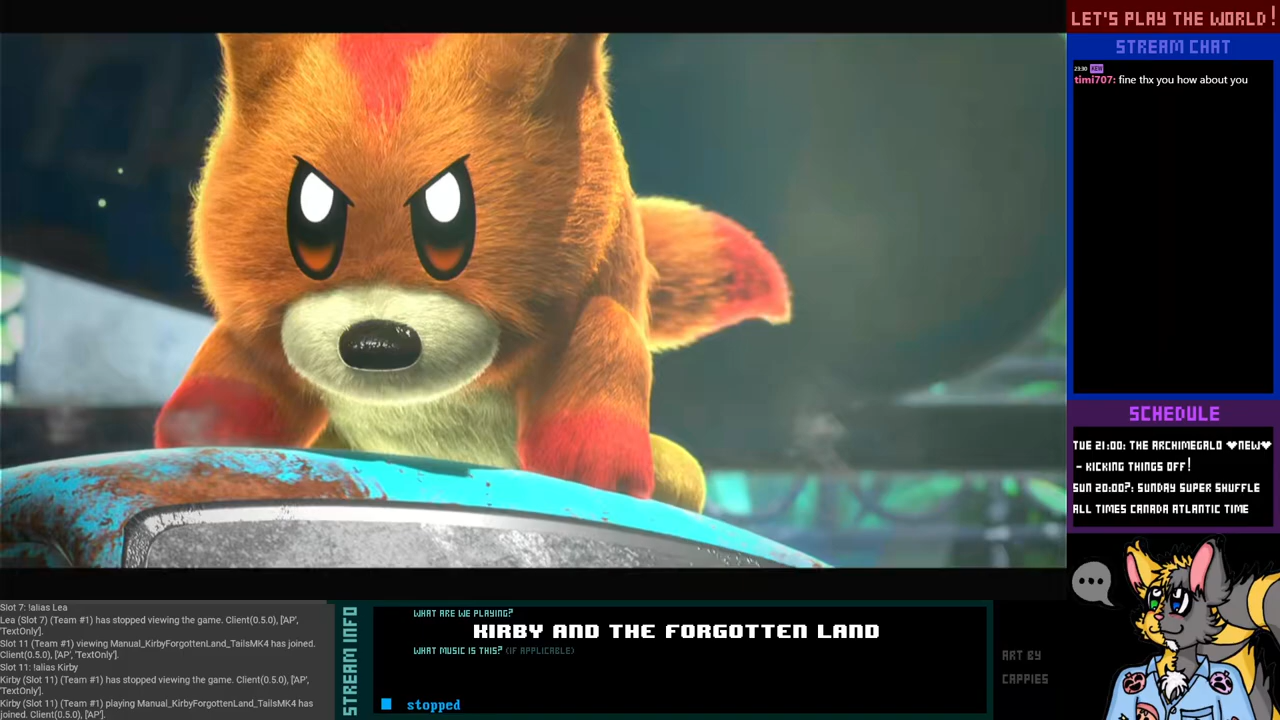 LET'S PLAY THE WORLD!
STREAM CHAT
23:30 NEW
timi707: fine thx you how about you
SCHEDULE
TUE 21:00: THE ARCHIMEGALO ♥NEW♥
- KICKING THINGS OFF!
SUN 20:00?: SUNDAY SUPER SHUFFLE
ALL TIMES CANADA ATLANTIC TIME
...
Slot 7: !alias Lea
Lea (Slot 7) (Team #1) has stopped viewing the game. Client(0.5.0), ['AP',
'TextOnly'].
Slot 11 (Team #1) viewing Manual_KirbyForgottenLand_TailsMK4 has joined.
Client(0.5.0), ['AP', 'TextOnly'].
Slot 11: !alias Kirby
Kirby (Slot 11) (Team #1) has stopped viewing the game. Client(0.5.0), ['AP',
'TextOnly'].
Kirby (Slot 11) (Team #1) playing Manual_KirbyForgottenLand_TailsMK4 has
joined. Client(0.5.0), ['AP'].
STREAM INFO
WHAT ARE WE PLAYING?
KIRBY AND THE FORGOTTEN LAND
WHAT MUSIC IS THIS? (IF APPLICABLE)
stopped
ART BY
CAPPIES